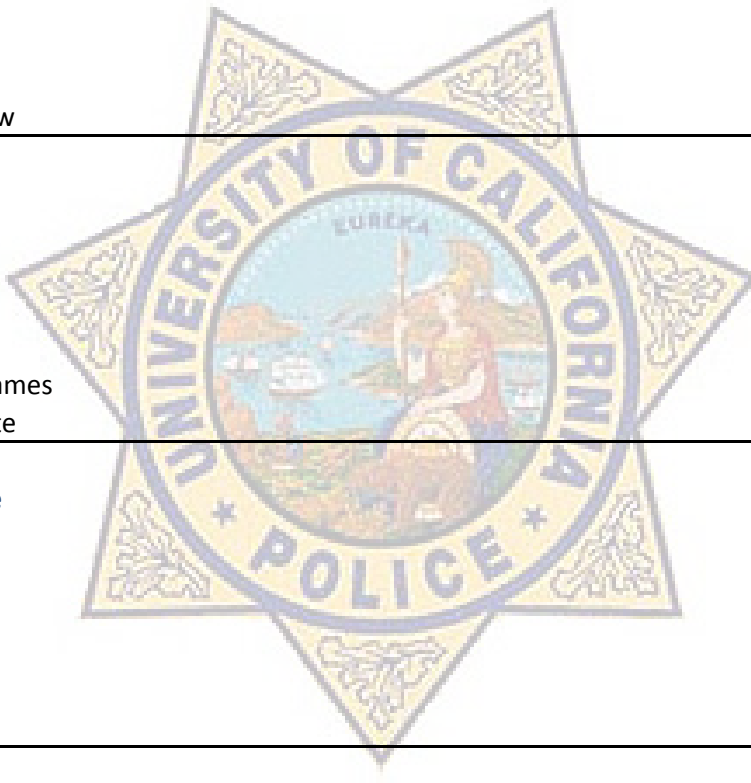 w
UNIVERSITY OF CALIFORNIA
EUREKA
ames
te
e
* POLICE *